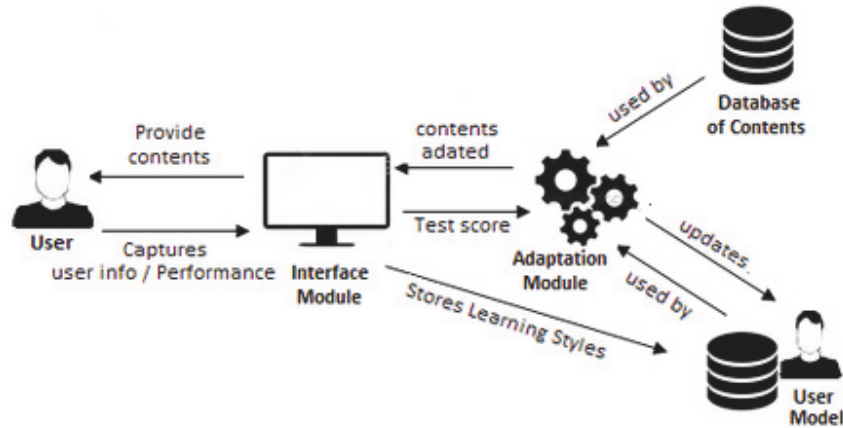 used by
Database
of Contents
Provide
contents
contents
adated
User
Captures
user info / Performance
Test score
Interface
Module
Adaptation
Module
updates.
used by
Stores Learning Styles
User
Model